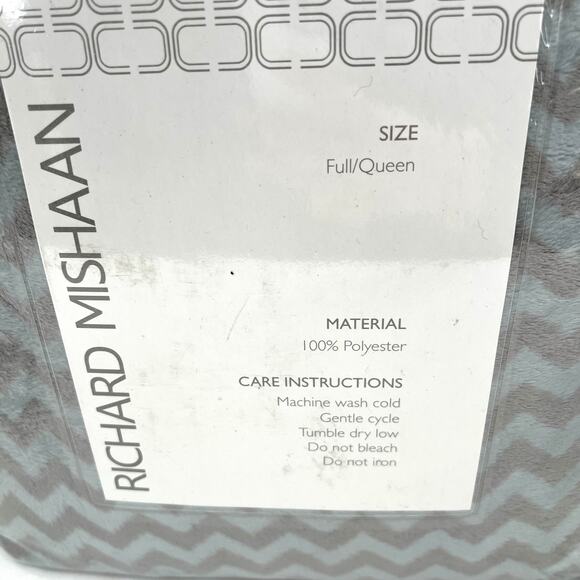 RICHARD MISHAAN
SIZE
Full/Queen
MATERIAL
100% Polyester
CARE INSTRUCTIONS
Machine wash cold
Gentle cycle
Tumble dry low
Do not bleach
Do not iron